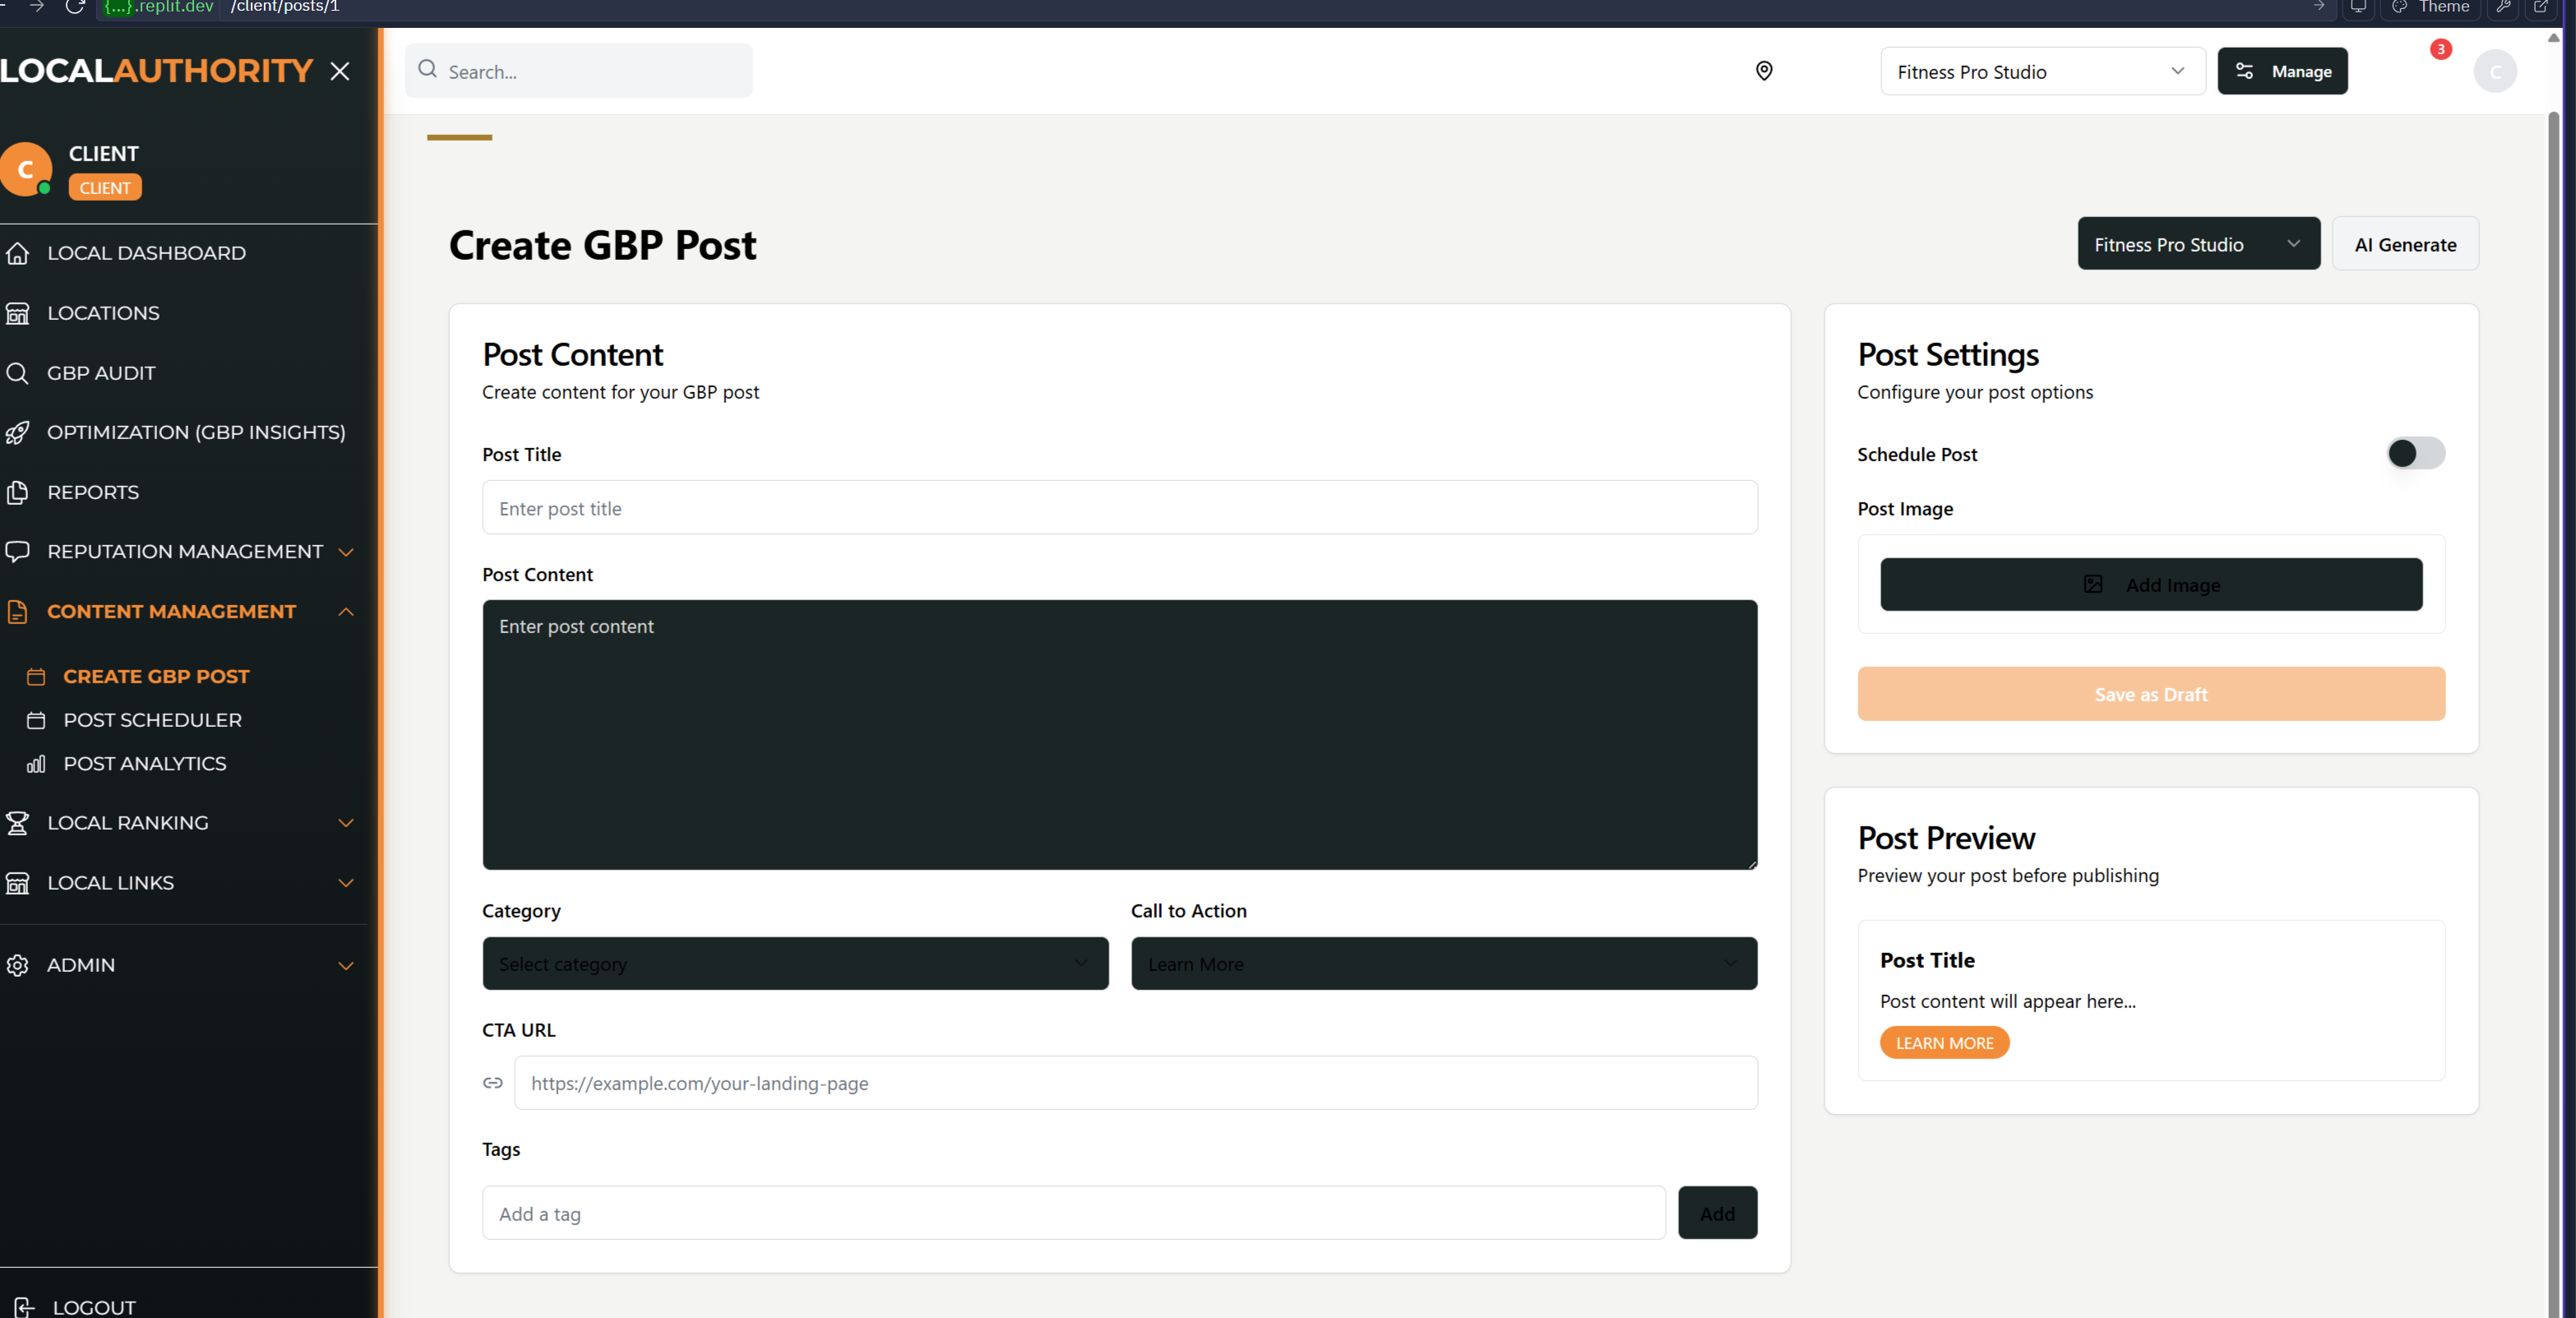 {...}.replit.dev /client/posts/1
Theme
LOCALAUTHORITY
Search...
Fitness Pro Studio
Manage
3
C
C
CLIENT
CLIENT
LOCAL DASHBOARD
LOCATIONS
GBP AUDIT
OPTIMIZATION (GBP INSIGHTS)
REPORTS
REPUTATION MANAGEMENT
CONTENT MANAGEMENT
CREATE GBP POST
POST SCHEDULER
POST ANALYTICS
LOCAL RANKING
LOCAL LINKS
ADMIN
LOGOUT
Create GBP Post
Fitness Pro Studio
AI Generate
Post Content
Create content for your GBP post
Post Title
Enter post title
Post Content
Enter post content
Category
Select category
Call to Action
Learn More
CTA URL
https://example.com/your-landing-page
Tags
Add a tag
Add
Post Settings
Configure your post options
Schedule Post
Post Image
Add Image
Save as Draft
Post Preview
Preview your post before publishing
Post Title
Post content will appear here...
LEARN MORE